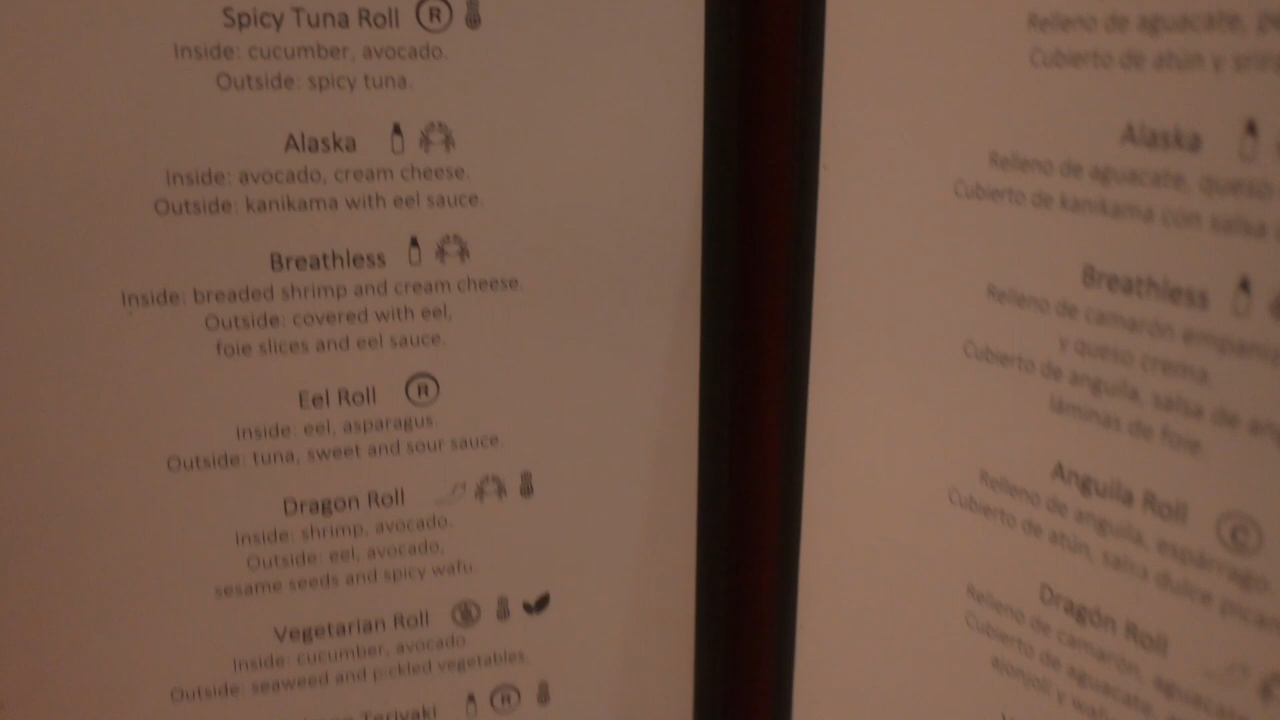 Spicy Tuna Roll R
Inside: cucumber, avocado.
Outside: spicy tuna.
Alaska
Inside: avocado, cream cheese.
Outside: kanikama with eel sauce.
Breathless
Inside: breaded shrimp and cream cheese.
Outside: covered with eel,
foie slices and eel sauce.
Eel Roll R
Inside: eel, asparagus.
Outside: tuna, sweet and sour sauce.
Dragon Roll
Inside: shrimp, avocado.
Outside: eel, avocado,
sesame seeds and spicy wafu.
Vegetarian Roll
Inside: cucumber, avocado.
Outside: seaweed and pickled vegetables.
Teriyaki R
Relleno de aguacate,
Cubierto de atún y
Alaska
Relleno de aguacate, queso
Cubierto de kanikama con salsa
Breathless
Relleno de camarón
y queso crema.
Cubierto de anguila, salsa de
láminas de foie.
Anguila Roll C
Relleno de anguila, espárrago.
Cubierto de atún, salsa dulce
Dragón Roll
Relleno de camarón,
Cubierto de aguacate,
ajonjolí y